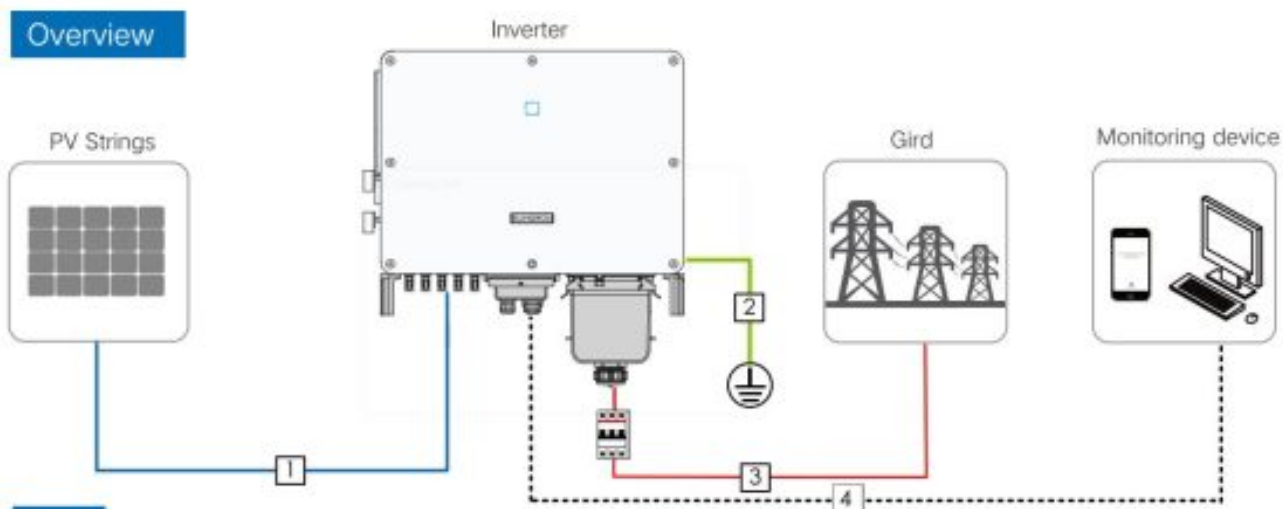 Overview
Inverter
PV Strings
Gird
Monitoring device
2
1
3
4